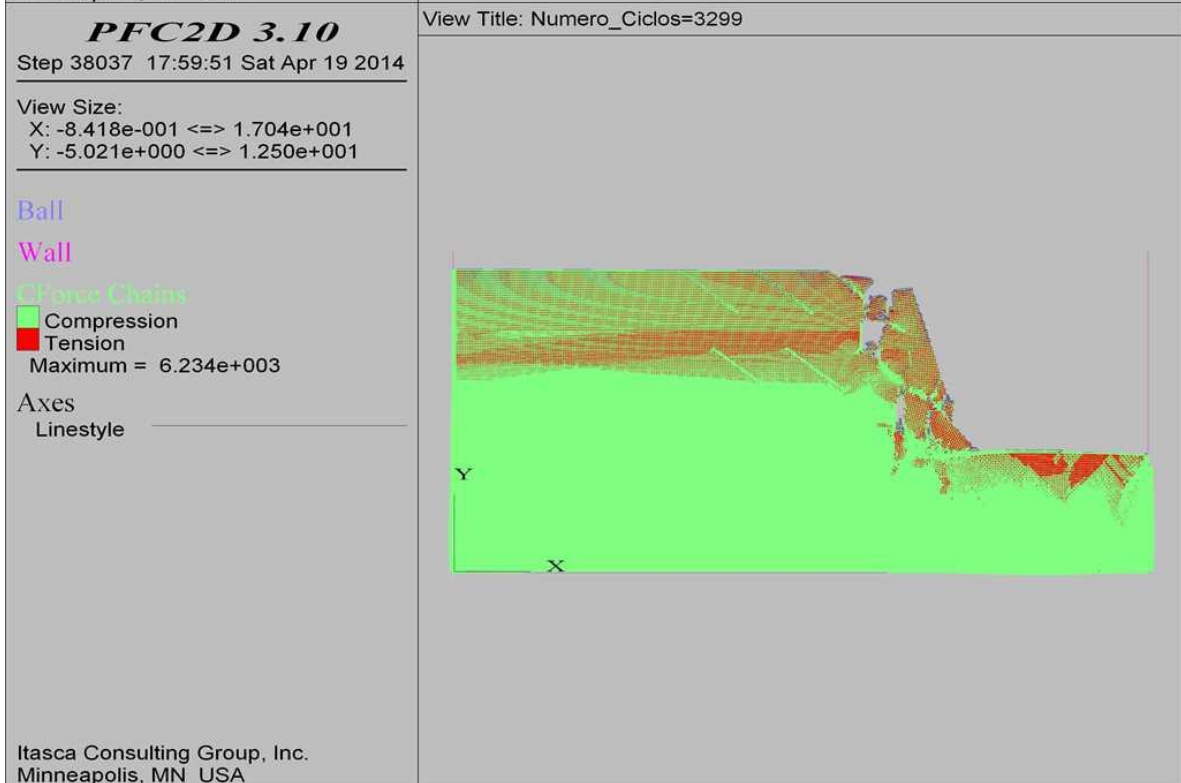 View Title: Numero_Ciclos=3299
PFC2D 3.10
Step 38037 17:59:51 Sat Apr 19 2014
View Size:
X: -8.418e-001 <=> 1.704e+001
Y: -5.021e+000 <=> 1.250e+001
Ball
Wall
CForce Chains
Compression
Tension
Maximum = 6.234e+003
Axes
Linestyle
Y
X
Itasca Consulting Group, Inc.
Minneapolis, MN USA